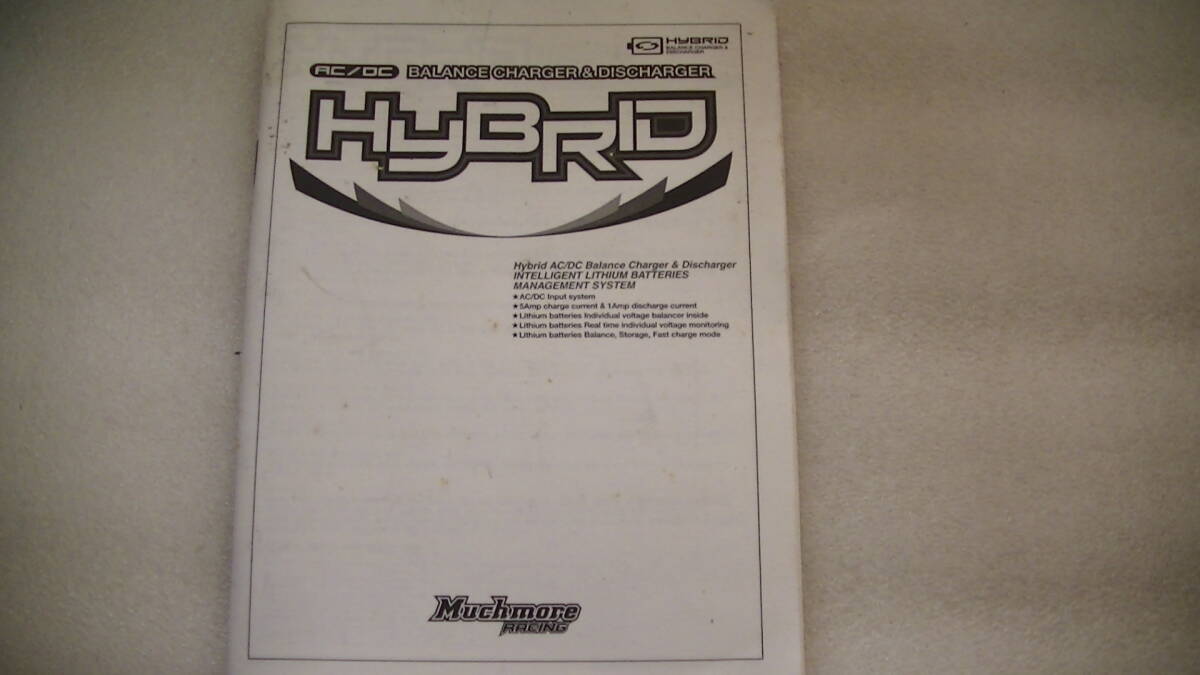 HYBRID
BALANCE CHARGER &
DISCHARGER
AC/DC BALANCE CHARGER & DISCHARGER
HYBRID
Hybrid AC/DC Balance Charger & Discharger
INTELLIGENT LITHIUM BATTERIES
MANAGEMENT SYSTEM
★AC/DC Input system
★5Amp charge current & 1Amp discharge current
★Lithium batteries Individual voltage balancer inside
★Lithium batteries Real time individual voltage monitoring
★Lithium batteries Balance, Storage, Fast charge mode
Muchmore
RACING